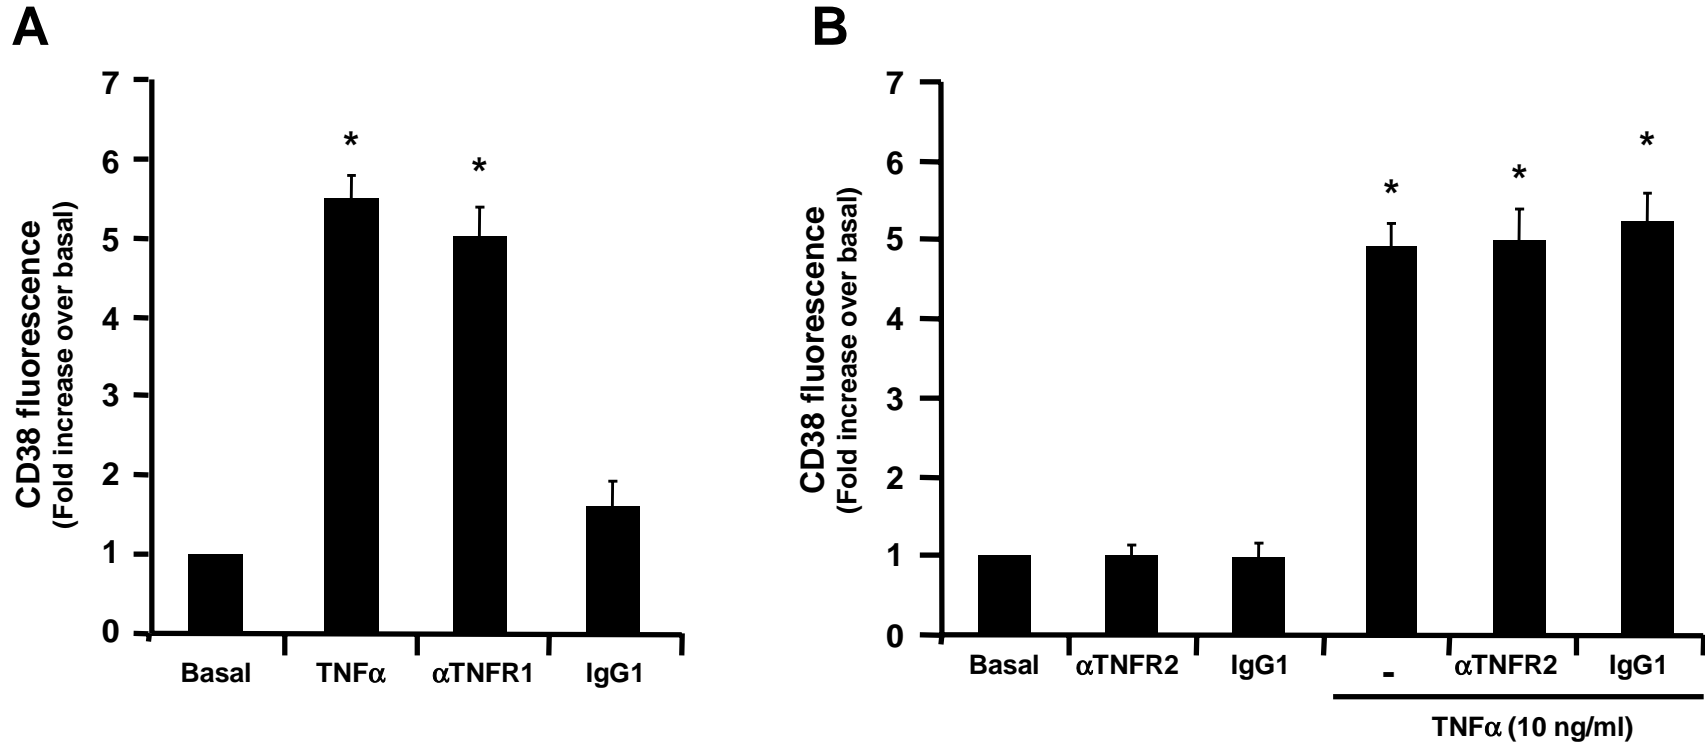 A
CD38 fluorescence
(Fold increase over basal)
7
6
5
4
3
2
1
0
*
*
Basal
TNFα
αTNFR1
IgG1
B
CD38 fluorescence
(Fold increase over basal)
7
6
5
4
3
2
1
0
*
*
*
Basal
αTNFR2
IgG1
-
αTNFR2
IgG1
TNFα (10 ng/ml)